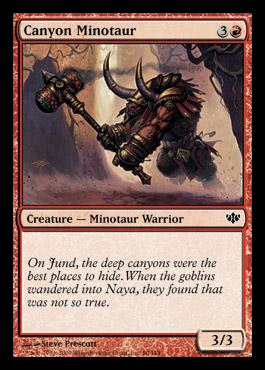 Canyon Minotaur 3
Creature — Minotaur Warrior
On Jund, the deep canyons were the
best places to hide. When the goblins
wandered into Naya, they found that
was not so true.
Steve Prescott
3/3